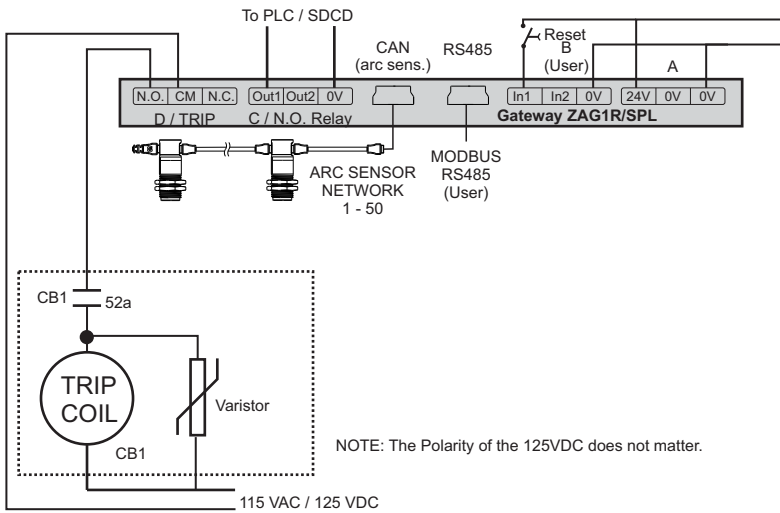 To PLC / SDCD
CAN
(arc sens.)
RS485
Reset
B
(User)
A
N.O. CM N.C.
Out1 Out2 0V
In1 In2 0V
24V 0V 0V
D / TRIP
C / N.O. Relay
Gateway ZAG1R/SPL
ARC SENSOR
NETWORK
1 - 50
MODBUS
RS485
(User)
CB1
52a
TRIP
COIL
Varistor
CB1
NOTE: The Polarity of the 125VDC does not matter.
115 VAC / 125 VDC